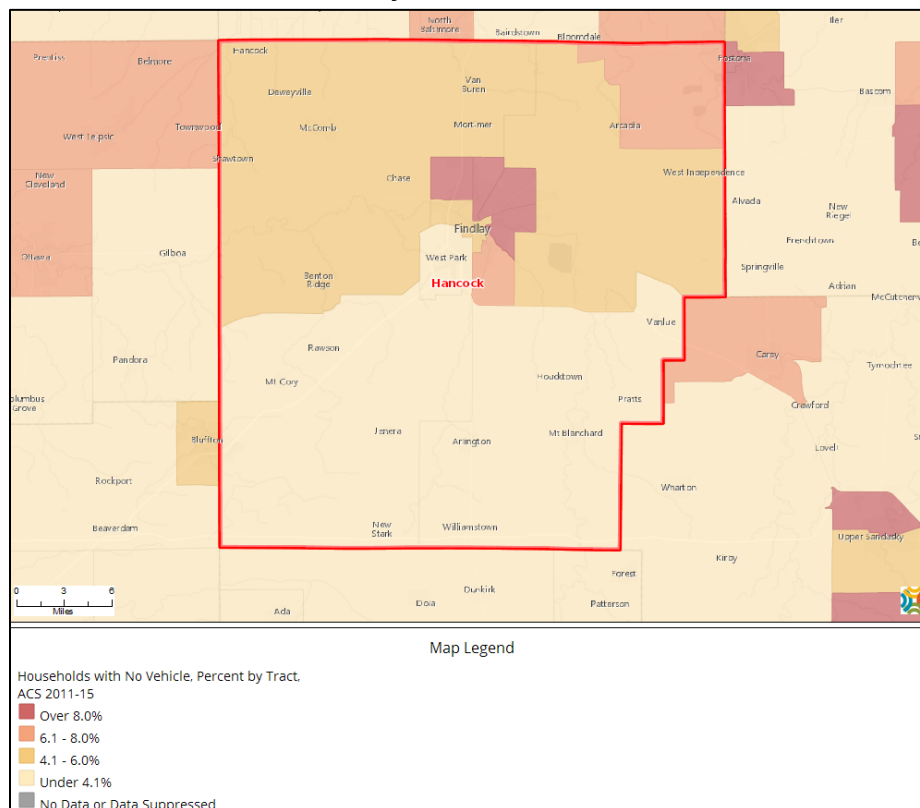 North
Baltimore
Bairdstown
Bloomdale
Hancock
Prentiss
Belmore
Fostoria
Van
Buren
Bascom
Deweyville
West Leipsic
Townwood
McComb
Mortimer
Arcadia
Shawtown
New
Cleveland
Chase
West Independence
Alvada
New
Riegel
Findlay
Frenchtown
Ottawa
Gilboa
West Park
Springville
Benton
Ridge
Hancock
Adrian
McCutchenv
Vanlue
Pandora
Rawson
Carey
Tymochtee
Mt Cory
Houcktown
olumbus
Grove
Pratts
Crawford
Jenera
Arlington
Mt Blanchard
Bluffton
Lovell
Rockport
Wharton
Beaverdam
New
Stark
Williamstown
Upper Sandusky
Kirby
Forest
Dunkirk
Ada
Dola
Patterson
0 3 6
Miles
Map Legend
Households with No Vehicle, Percent by Tract,
ACS 2011-15
Over 8.0%
6.1 - 8.0%
4.1 - 6.0%
Under 4.1%
No Data or Data Suppressed